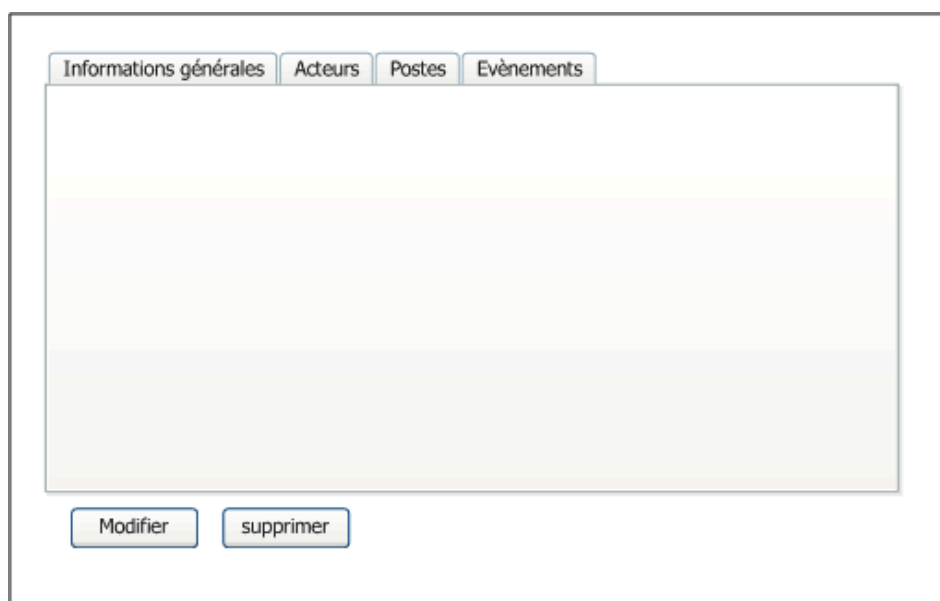 Informations générales Acteurs Postes Evènements
Modifier supprimer